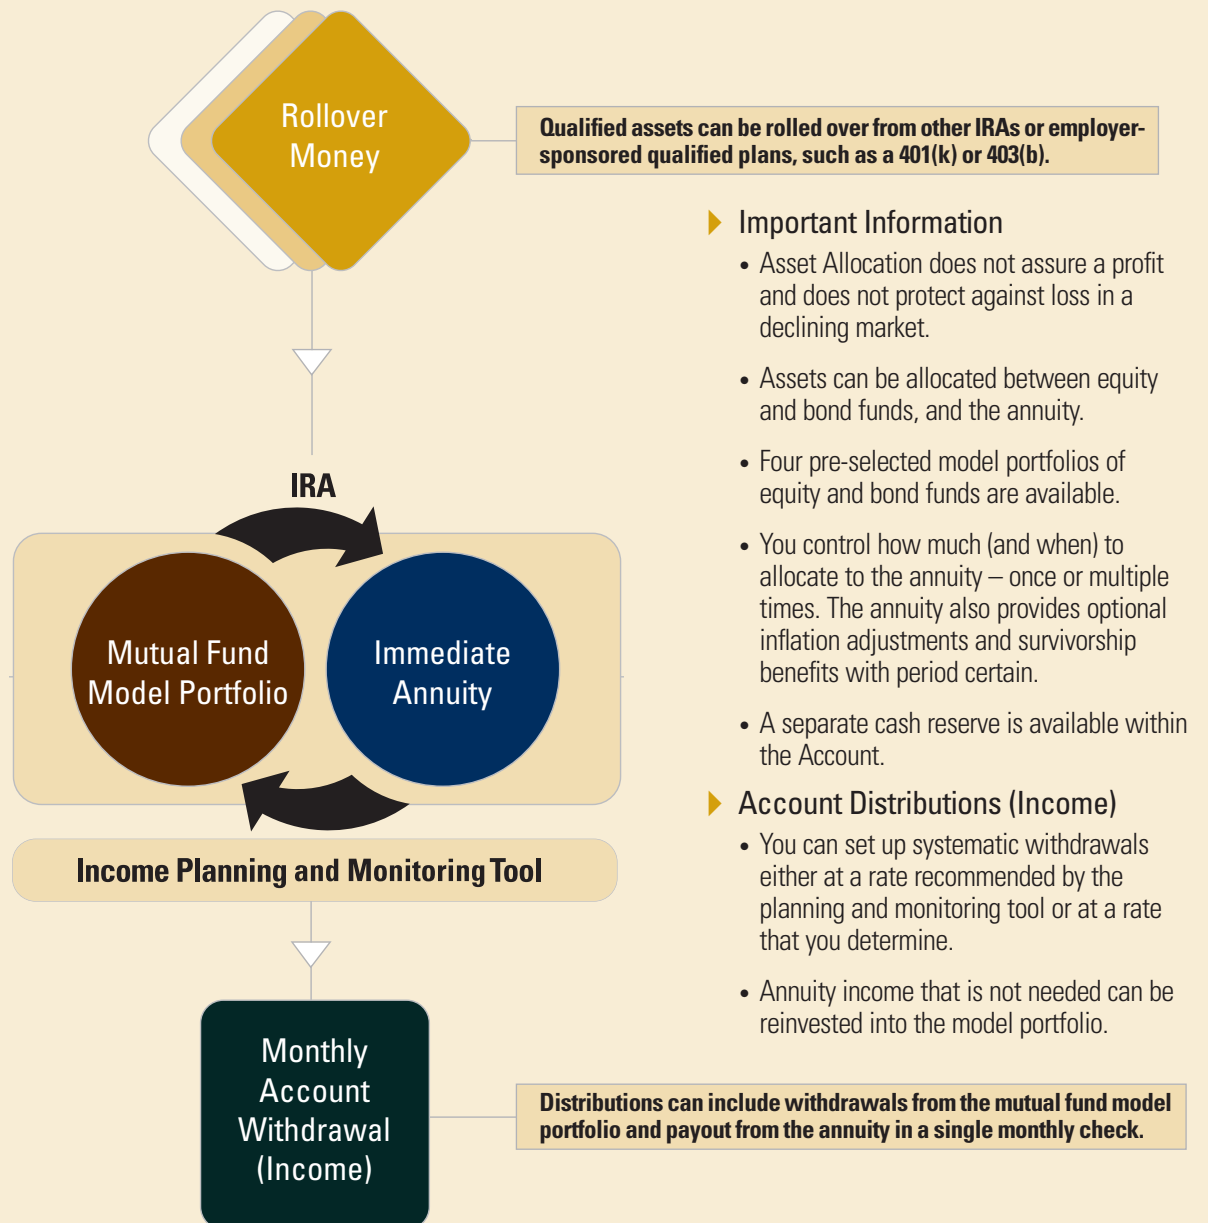 Rollover
Money
Qualified assets can be rolled over from other IRAs or employer-
sponsored qualified plans, such as a 401(k) or 403(b).
Important Information
• Asset Allocation does not assure a profit
and does not protect against loss in a
declining market.
• Assets can be allocated between equity
and bond funds, and the annuity.
• Four pre-selected model portfolios of
equity and bond funds are available.
• You control how much (and when) to
allocate to the annuity – once or multiple
times. The annuity also provides optional
inflation adjustments and survivorship
benefits with period certain.
• A separate cash reserve is available within
the Account.
IRA
Mutual Fund
Model Portfolio
Immediate
Annuity
Income Planning and Monitoring Tool
Account Distributions (Income)
• You can set up systematic withdrawals
either at a rate recommended by the
planning and monitoring tool or at a rate
that you determine.
• Annuity income that is not needed can be
reinvested into the model portfolio.
Monthly
Account
Withdrawal
(Income)
Distributions can include withdrawals from the mutual fund model
portfolio and payout from the annuity in a single monthly check.